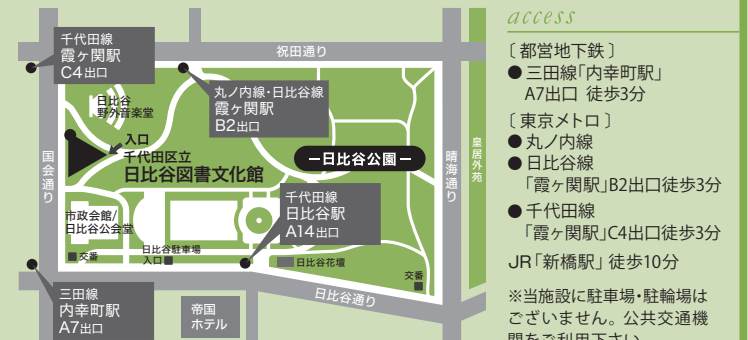 千代田線
霞ヶ関駅
C4出口
祝田通り
丸ノ内線・日比谷線
霞ヶ関駅
B2出口
日比谷
野外音楽堂
入口
千代田区立
日比谷図書文化館
日比谷公園
国会通り
晴海通り
皇居外苑
千代田線
日比谷駅
A14出口
市政会館/
日比谷公会堂
交番
日比谷駐車場
入口
日比谷花壇
交番
日比谷通り
三田線
内幸町駅
A7出口
帝国
ホテル
access
〔都営地下鉄〕
●三田線「内幸町駅」
A7出口 徒歩3分
〔東京メトロ〕
●丸ノ内線
●日比谷線
「霞ヶ関駅」B2出口徒歩3分
●千代田線
「霞ヶ関駅」C4出口徒歩3分
JR「新橋駅」徒歩10分
※当施設に駐車場・駐輪場は
ございません。公共交通機
関をご利用下さい